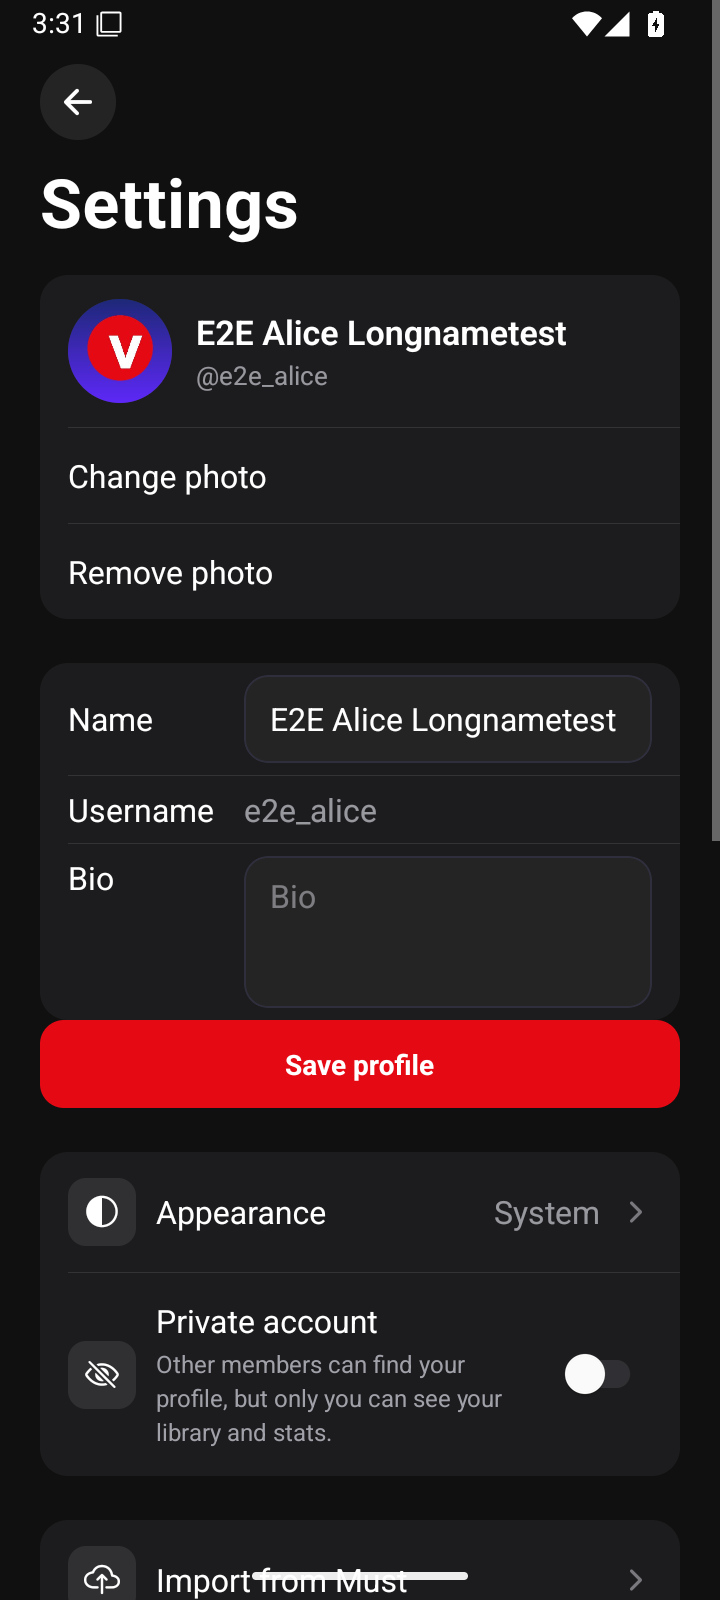 3:31
Settings
V
E2E Alice Longnametest
@e2e_alice
Change photo
Remove photo
Name
E2E Alice Longnametest
Username
e2e_alice
Bio
Bio
Save profile
Appearance
System
Private account
Other members can find your
profile, but only you can see your
library and stats.
Import from Must